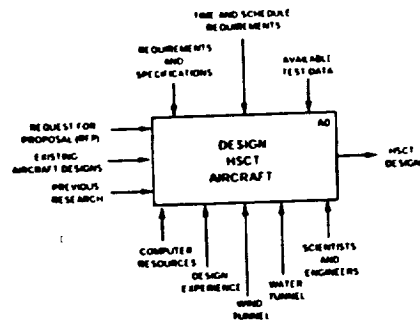 TIME AND SCHEDULE
REQUIREMENTS
REQUIREMENTS
AND
SPECIFICATIONS
AVAILABLE
TEST DATA
REQUEST FOR
PROPOSAL (RFP)
EXISTING
AIRCRAFT DESIGNS
PREVIOUS
RESEARCH
A0
DESIGN
HSCT
AIRCRAFT
HSCT
DESIGN
COMPUTER
RESOURCES
DESIGN
EXPERIENCE
WIND
TUNNEL
WATER
TUNNEL
SCIENTISTS
AND
ENGINEERS